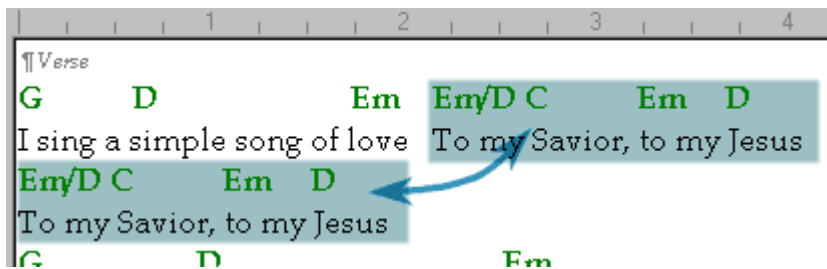 1 2 3 4
¶Verse
G D Em Em/D C Em D
I sing a simple song of love To my Savior, to my Jesus
Em/D C Em D
To my Savior, to my Jesus
G D Em